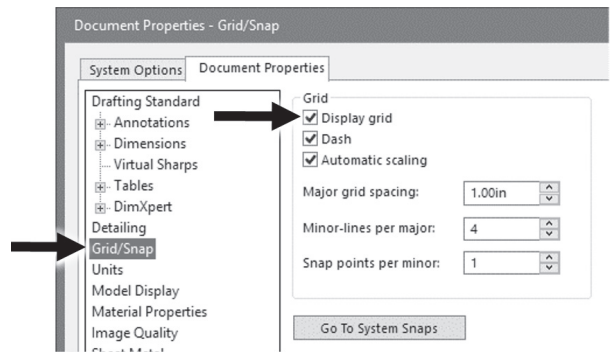 Document Properties - Grid/Snap
System Options
Document Properties
Drafting Standard
Annotations
Dimensions
Virtual Sharps
Tables
DimXpert
Detailing
Grid/Snap
Units
Model Display
Material Properties
Image Quality
Sheet Metal
Grid
Display grid
Dash
Automatic scaling
Major grid spacing: 1.00in
Minor-lines per major: 4
Snap points per minor: 1
Go To System Snaps